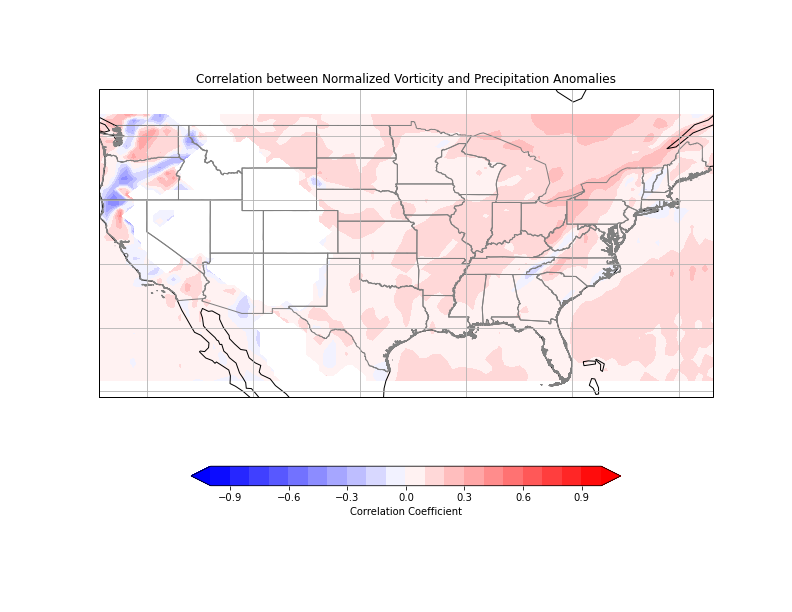 Correlation between Normalized Vorticity and Precipitation Anomalies
−0.9 −0.6 −0.3 0.0 0.3 0.6 0.9
Correlation Coefficient